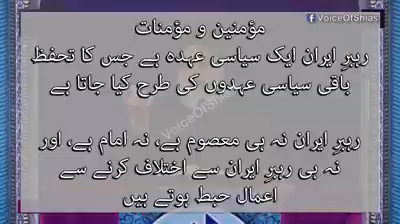 VoiceOfShias
مؤمنین و مؤمنات
رہبرِ ایران ایک سیاسی عہدہ ہے جس کا تحفظ
باقی سیاسی عہدوں کی طرح کیا جاتا ہے
VoiceOfShias
رہبرِ ایران نہ ہی معصوم ہے، نہ امام ہے، اور
نہ ہی رہبرِ ایران سے اختلاف کرنے سے
اعمال حبط ہوتے ہیں